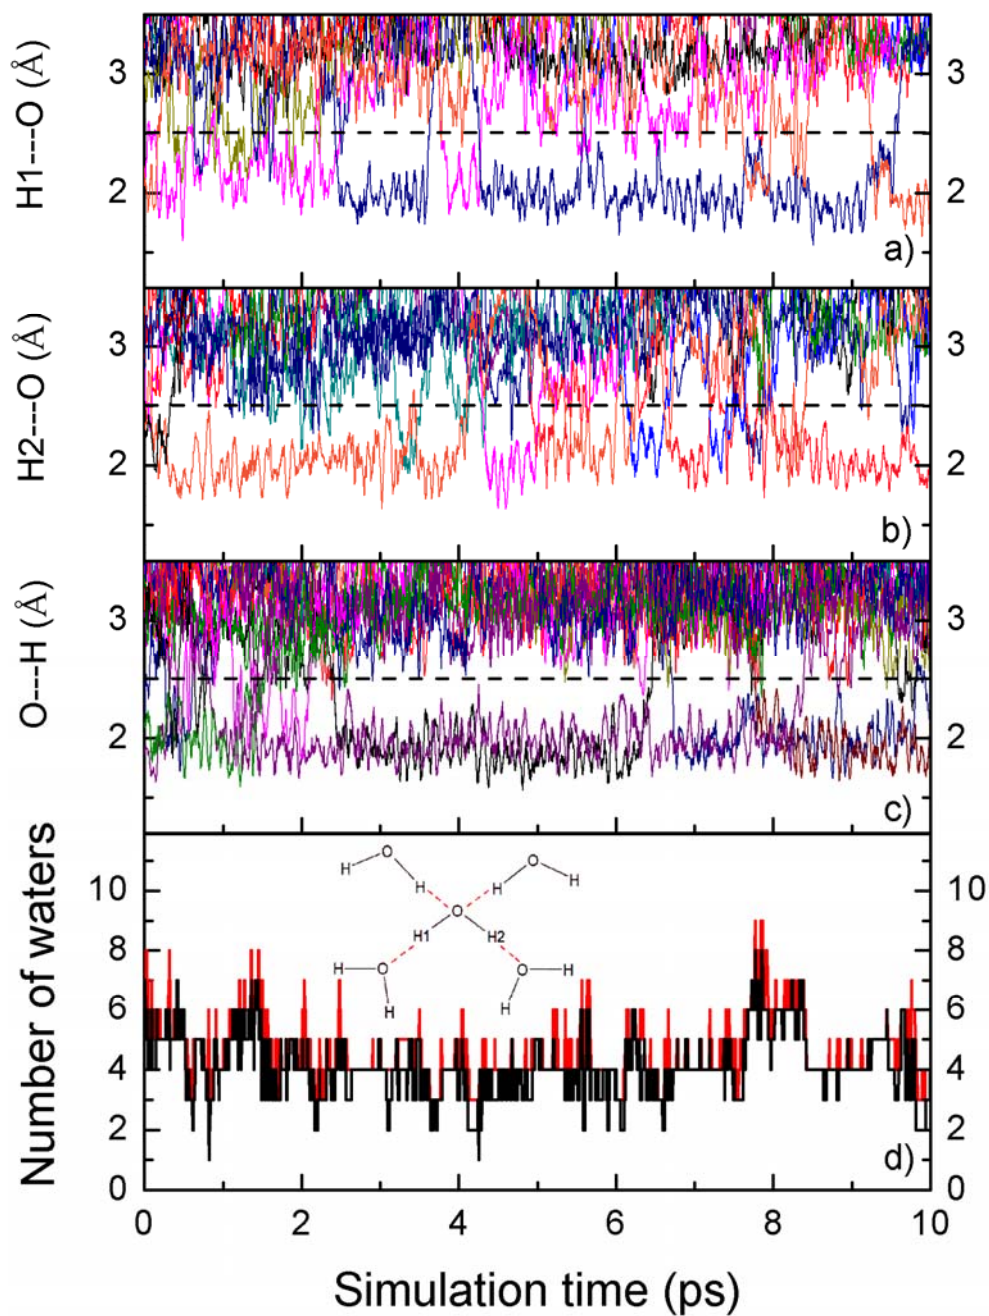 H1---O (Å)
3
2
3
2
a)
H2---O (Å)
3
2
3
2
b)
O---H (Å)
3
2
3
2
c)
Number of waters
10
8
6
4
2
0
10
8
6
4
2
0
H O H O
H H H
O
H1 H2
H O O H
H H
d)
0 2 4 6 8 10
Simulation time (ps)